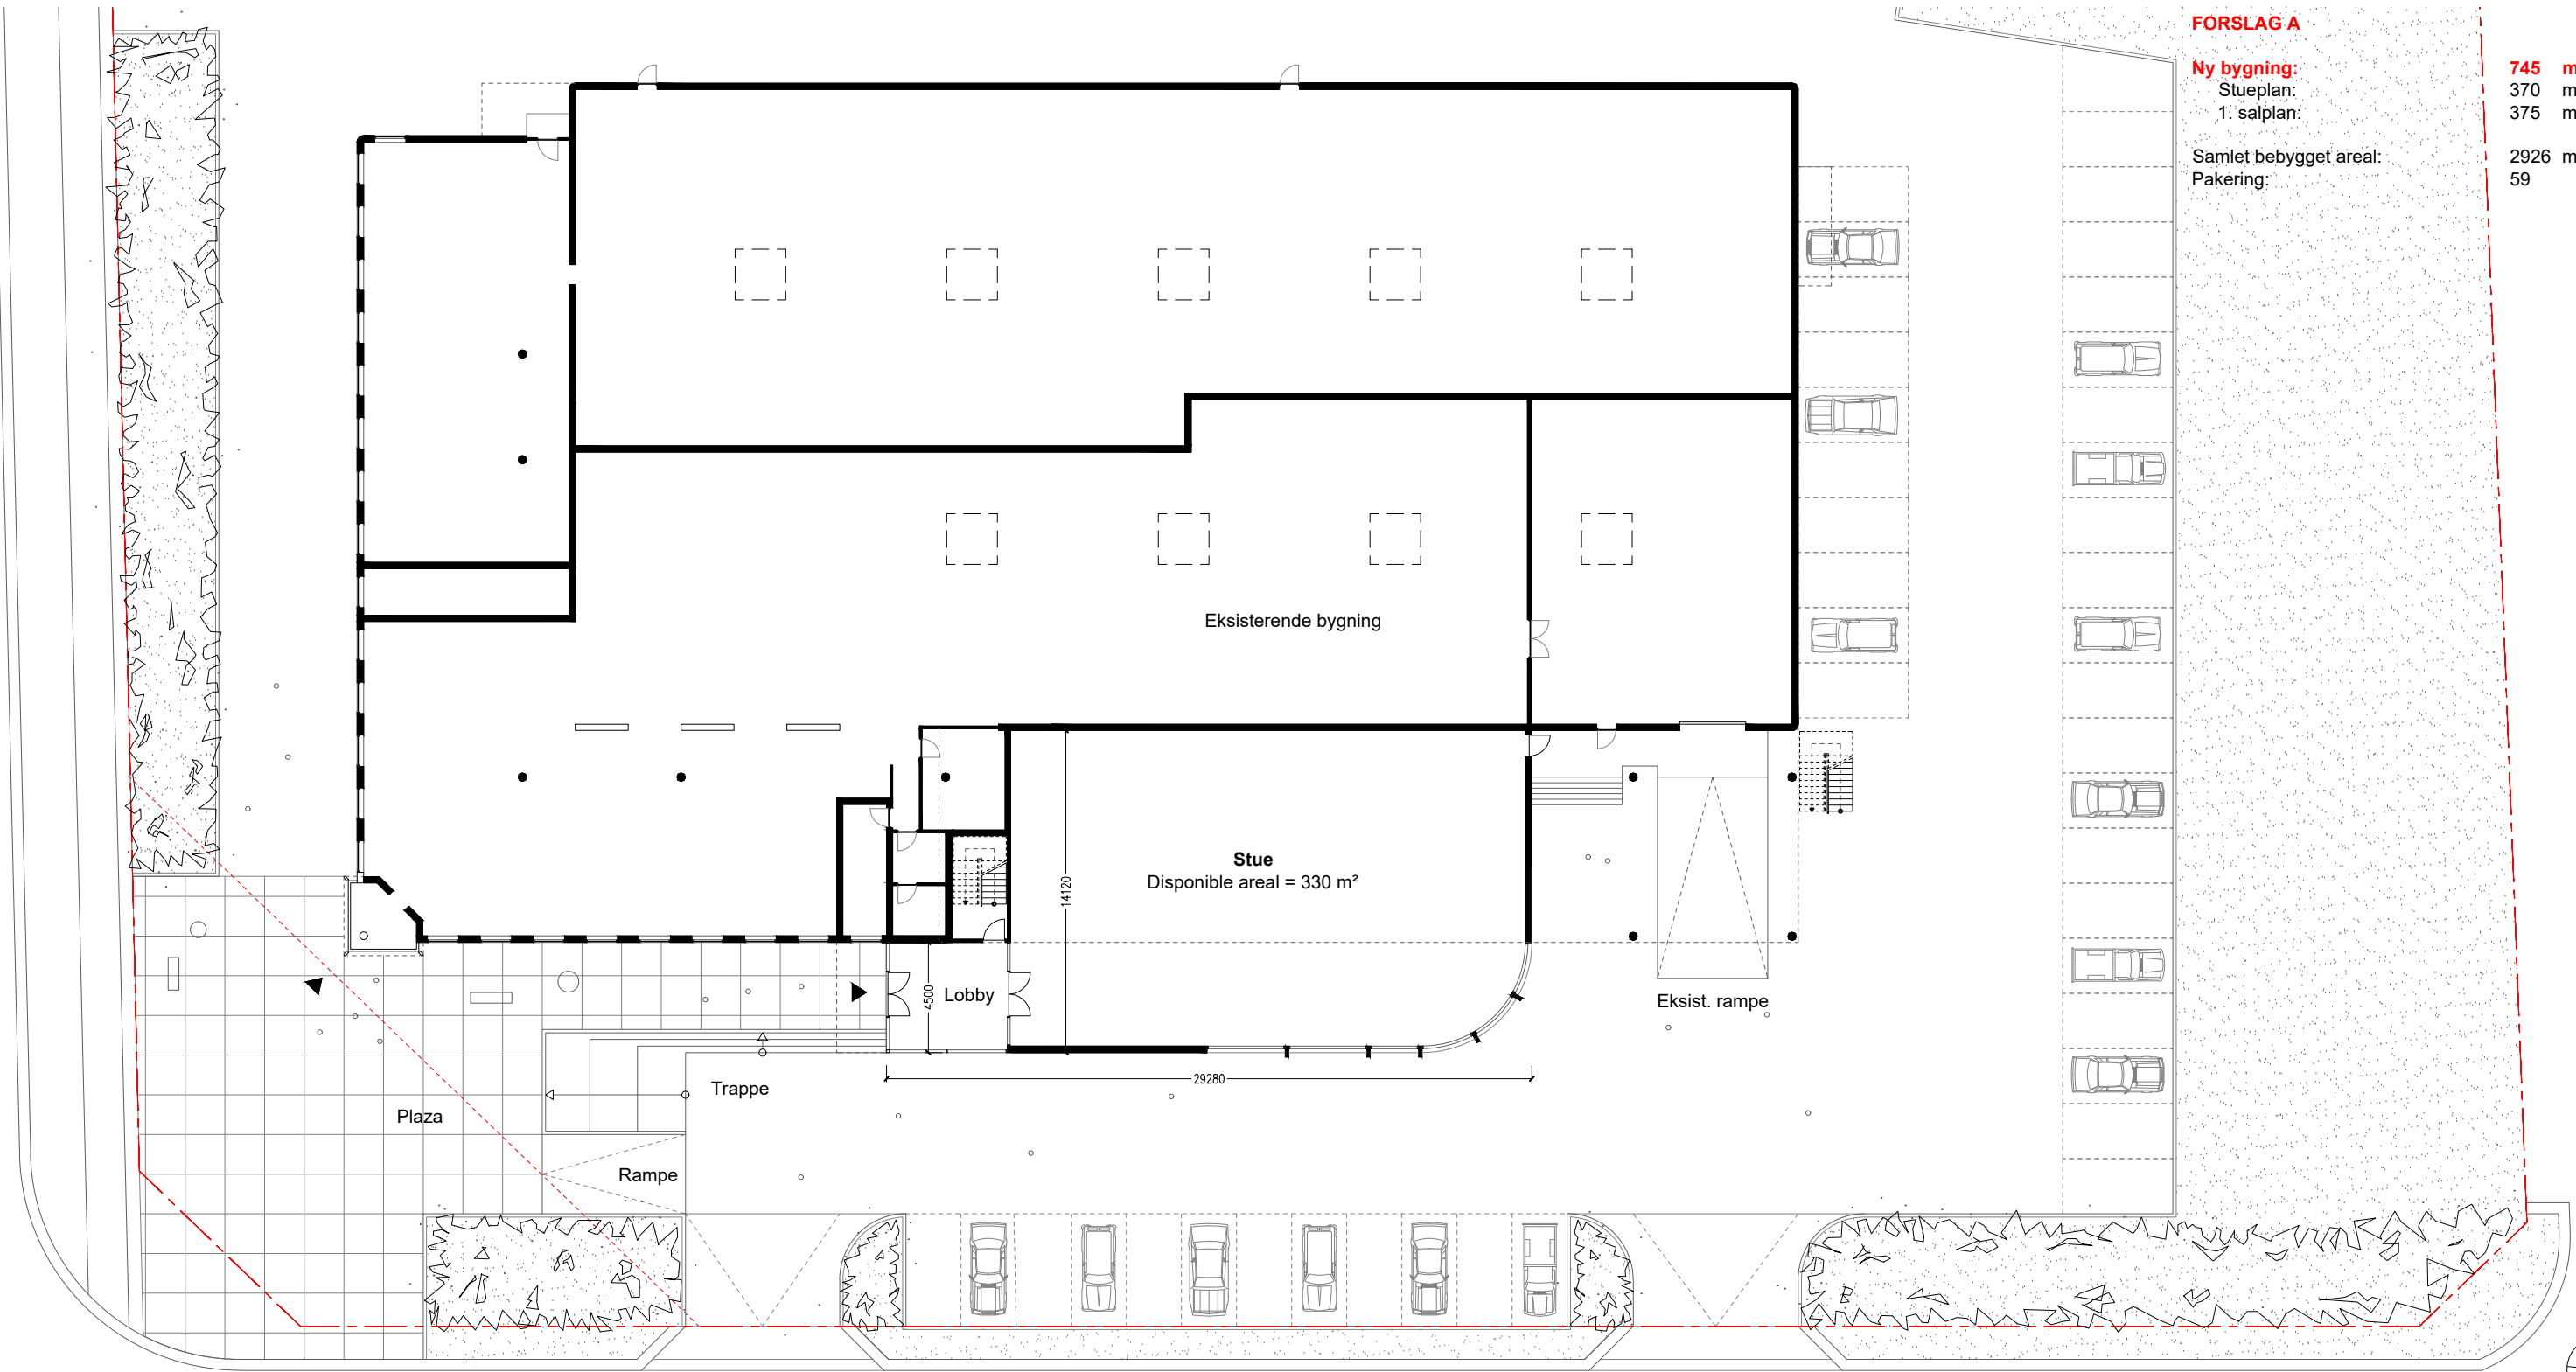 FORSLAG A
Ny bygning: 745 m
Stueplan: 370 m
1. salplan: 375 m
Samlet bebygget areal: 2926 m
Pakering: 59
Eksisterende bygning
Stue
Disponible areal = 330 m²
14120
4500
Lobby
Eksist. rampe
29280
Trappe
Plaza
Rampe